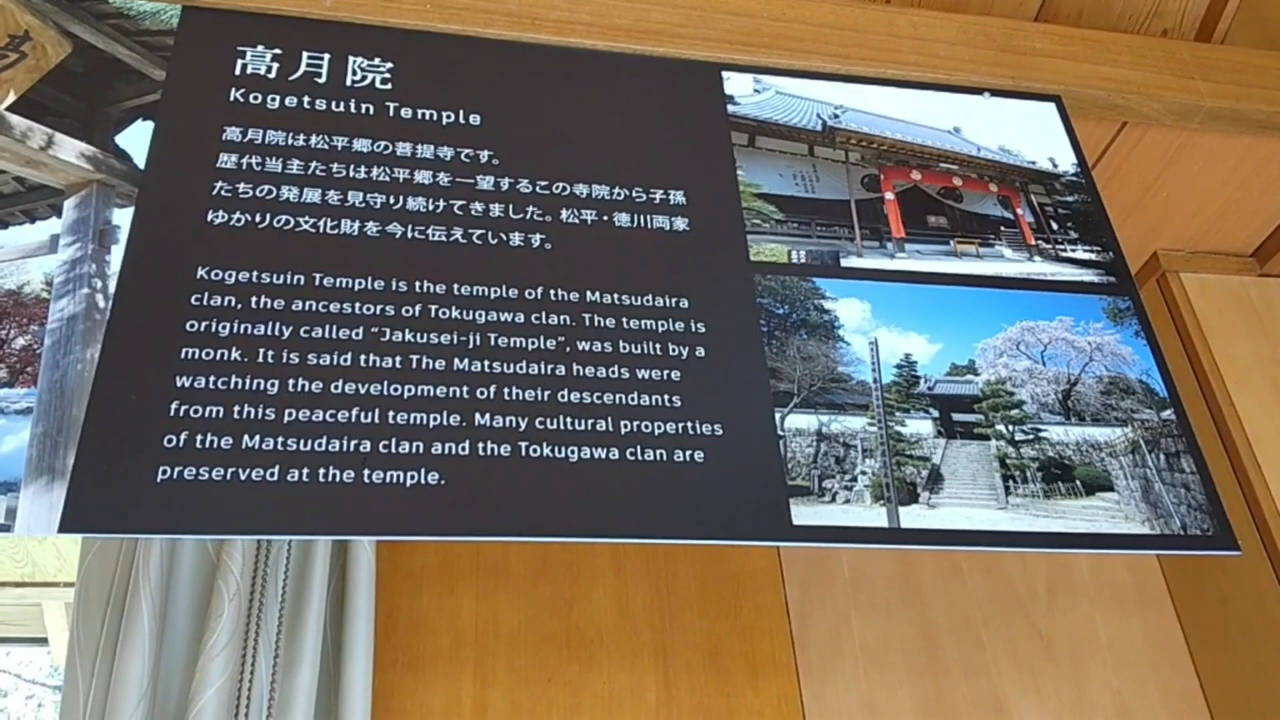 高月院
Kogetsuin Temple
高月院は松平郷の菩提寺です。
歴代当主たちは松平郷を一望するこの寺院から子孫
たちの発展を見守り続けてきました。松平・徳川両家
ゆかりの文化財を今に伝えています。
Kogetsuin Temple is the temple of the Matsudaira
clan, the ancestors of Tokugawa clan. The temple is
originally called “Jakusei-ji Temple”, was built by a
monk. It is said that The Matsudaira heads were
watching the development of their descendants
from this peaceful temple. Many cultural properties
of the Matsudaira clan and the Tokugawa clan are
preserved at the temple.